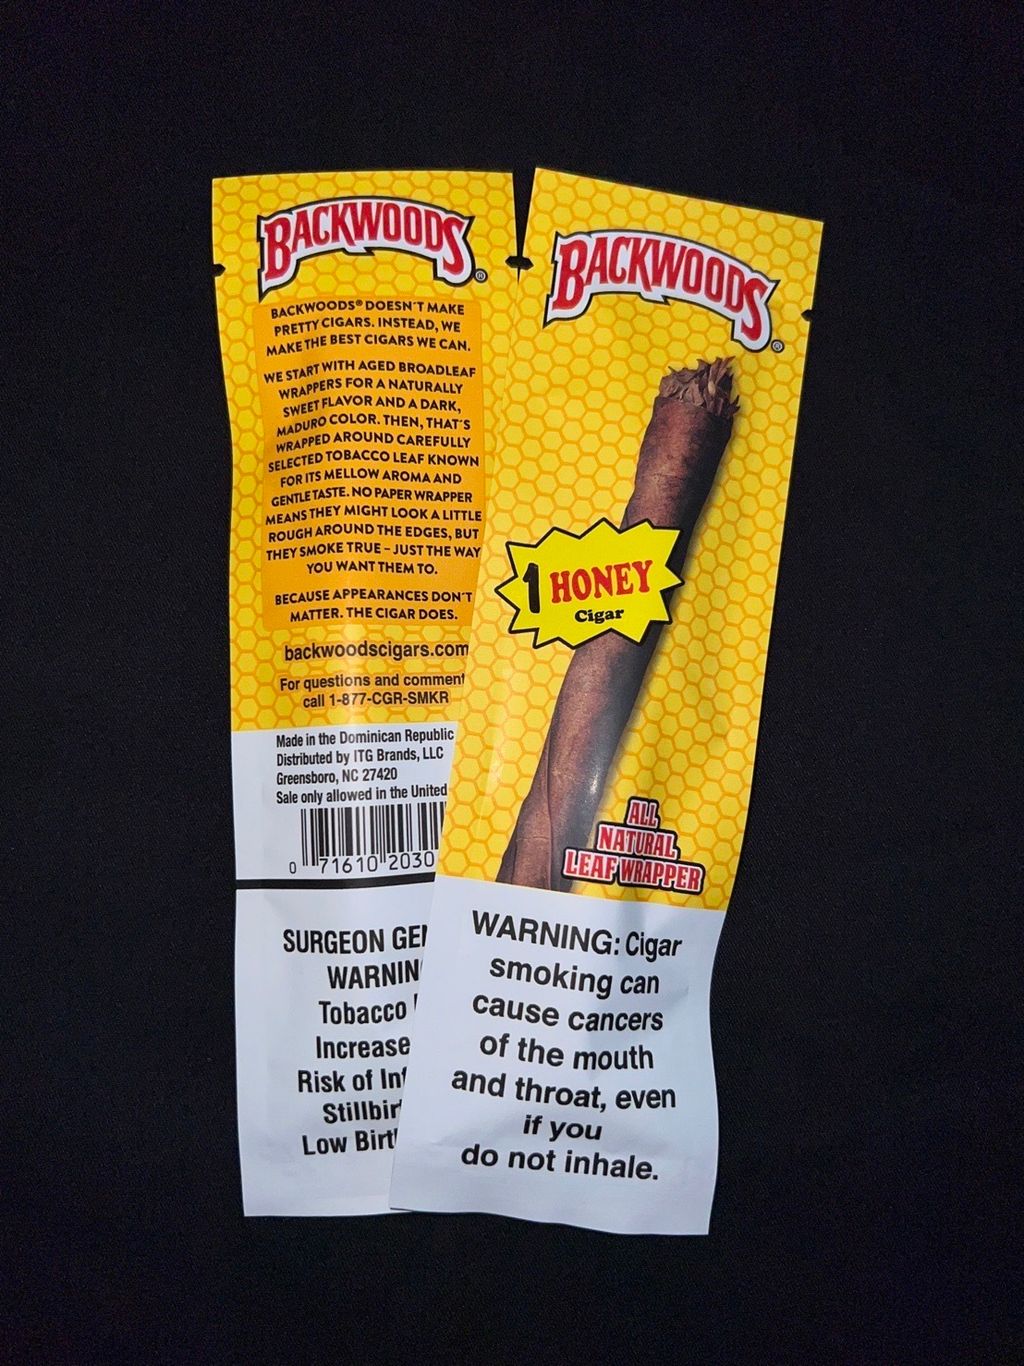 BACKWOODS®
BACKWOODS® DOESN'T MAKE
PRETTY CIGARS. INSTEAD, WE
MAKE THE BEST CIGARS WE CAN.
WE START WITH AGED BROADLEAF
WRAPPERS FOR A NATURALLY
SWEET FLAVOR AND A DARK,
MADURO COLOR. THEN, THAT'S
WRAPPED AROUND CAREFULLY
SELECTED TOBACCO LEAF KNOWN
FOR ITS MELLOW AROMA AND
GENTLE TASTE. NO PAPER WRAPPER
MEANS THEY MIGHT LOOK A LITTLE
ROUGH AROUND THE EDGES, BUT
THEY SMOKE TRUE – JUST THE WAY
YOU WANT THEM TO.
BECAUSE APPEARANCES DON'T
MATTER. THE CIGAR DOES.
backwoodscigars.com
For questions and comment
call 1-877-CGR-SMKR
Made in the Dominican Republic
Distributed by ITG Brands, LLC
Greensboro, NC 27420
Sale only allowed in the United
0 71610 2030
SURGEON GE
WARNIN
Tobacco
Increase
Risk of Inf
Stillbir
Low Birt
BACKWOODS®
1 HONEY
Cigar
ALL
NATURAL
LEAF WRAPPER
WARNING: Cigar
smoking can
cause cancers
of the mouth
and throat, even
if you
do not inhale.